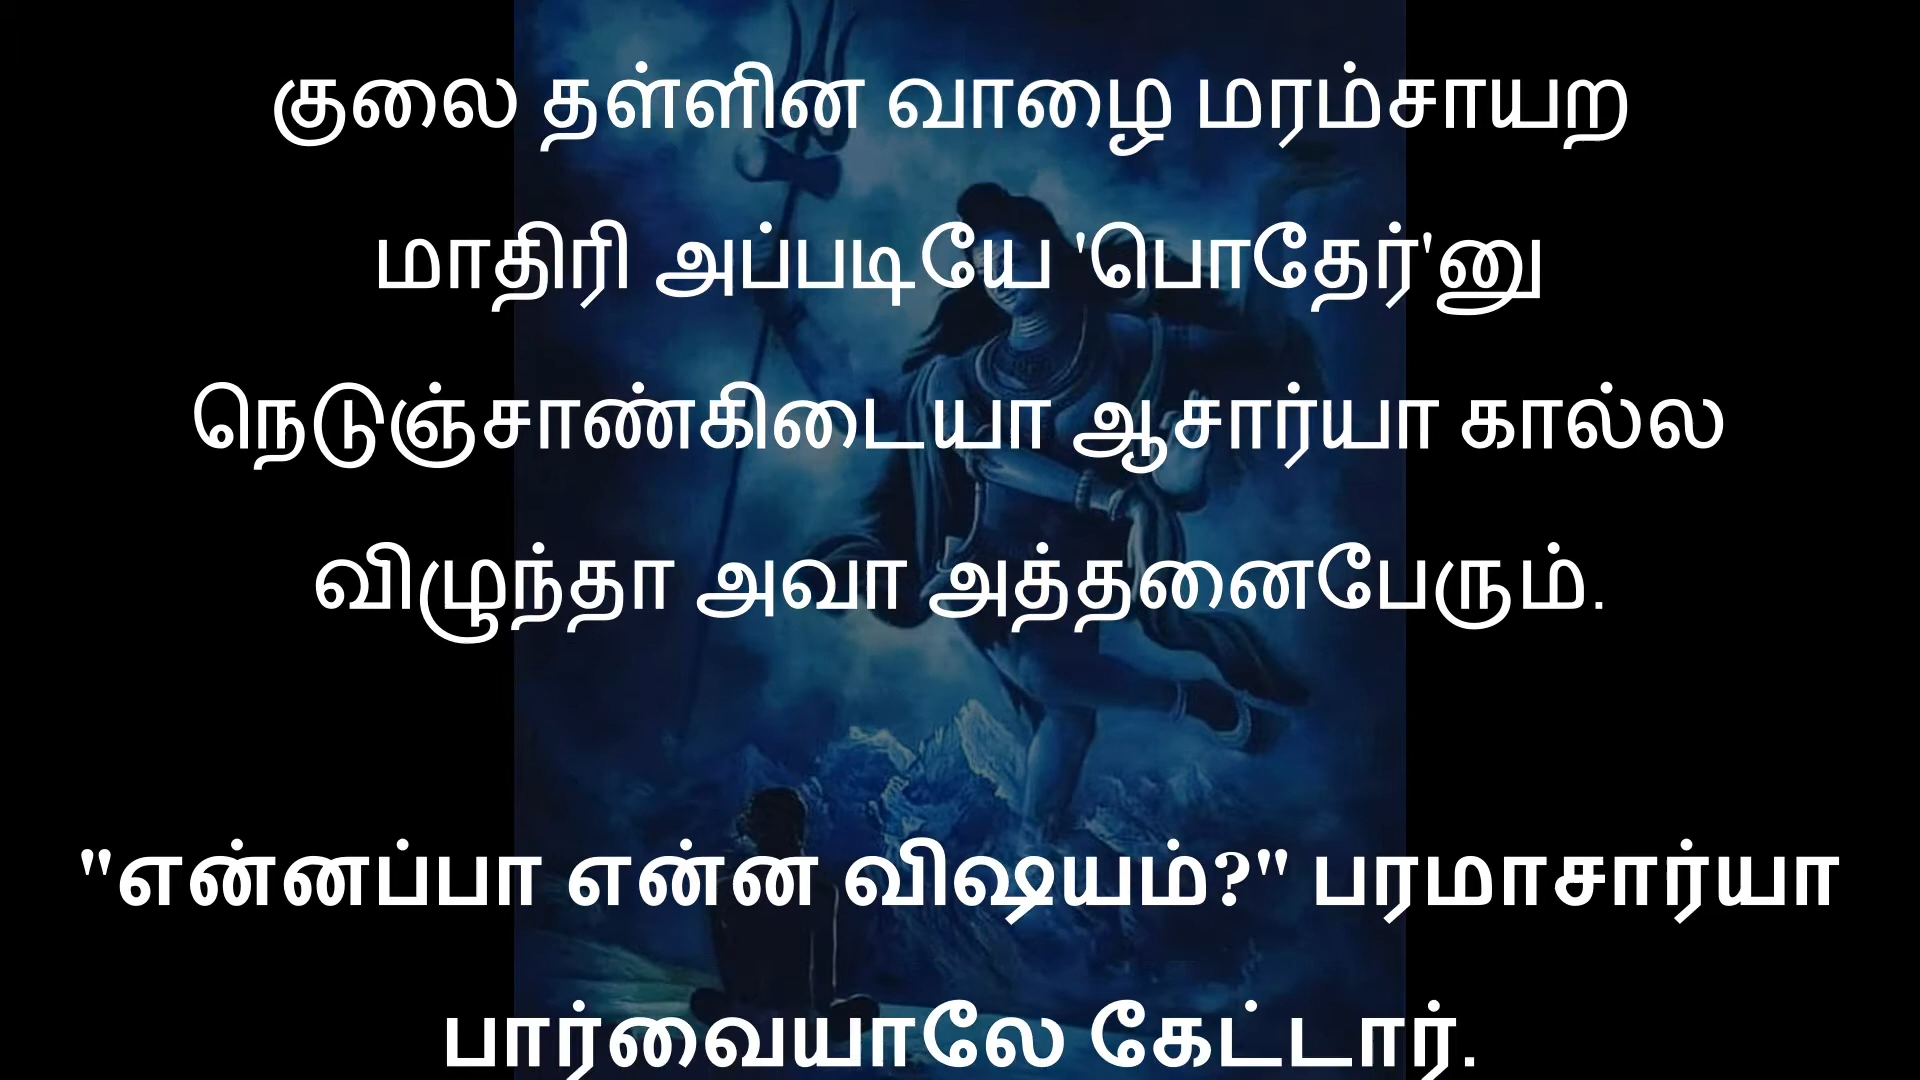 குலை தள்ளின வாழை மரம்சாயற
மாதிரி அப்படியே 'பொதேர்'னு
நெடுஞ்சாண்கிடையா ஆசார்யா கால்ல
விழுந்தா அவா அத்தனைபேரும்.
"என்னப்பா என்ன விஷயம்?" பரமாசார்யா
பார்வையாலே கேட்டார்.